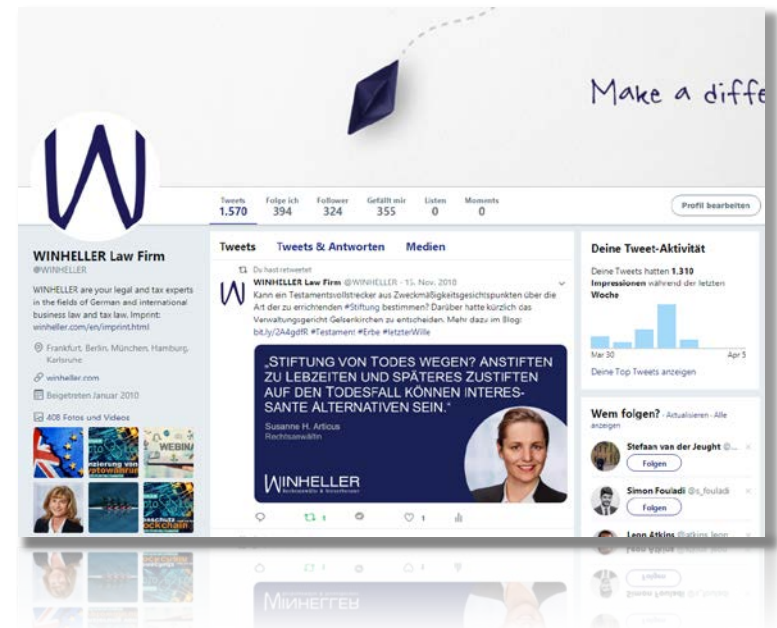 Make a diffe
W
Tweets Folge ich Follower Gefällt mir Listen Moments
1.570 394 324 355 0 0
Profil bearbeiten
WINHELLER Law Firm
@WINHELLER
WINHELLER are your legal and tax experts
in the fields of German and international
business law and tax law. Imprint:
winheller.com/en/imprint.html
Frankfurt, Berlin, München, Hamburg,
Karlsruhe
winheller.com
Beigetreten Januar 2010
408 Fotos und Videos
WEBINA
Tweets Tweets & Antworten Medien
Du hast retweetet
WINHELLER Law Firm @WINHELLER · 15. Nov. 2018
Kann ein Testamentsvollstrecker aus Zweckmäßigkeitsgesichtspunkten über die
Art der zu errichtenden #Stiftung bestimmen? Darüber hatte kürzlich das
Verwaltungsgericht Gelsenkirchen zu entscheiden. Mehr dazu im Blog:
bit.ly/2A4gdfR #Testament #Erbe #letzterWille
„STIFTUNG VON TODES WEGEN? ANSTIFTEN
ZU LEBZEITEN UND SPÄTERES ZUSTIFTEN
AUF DEN TODESFALL KÖNNEN INTERES-
SANTE ALTERNATIVEN SEIN.“
Susanne H. Articus
Rechtsanwältin
WINHELLER
Rechtsanwälte & Steuerberater
1 1
Deine Tweet-Aktivität
Deine Tweets hatten 1.310
Impressionen während der letzten
Woche
Mar 30 Apr 5
Deine Top Tweets anzeigen
Wem folgen? · Aktualisieren · Alle
anzeigen
Stefaan van der Jeught @...
Folgen
Simon Fouladi @s_fouladi
Folgen
Leon Atkins